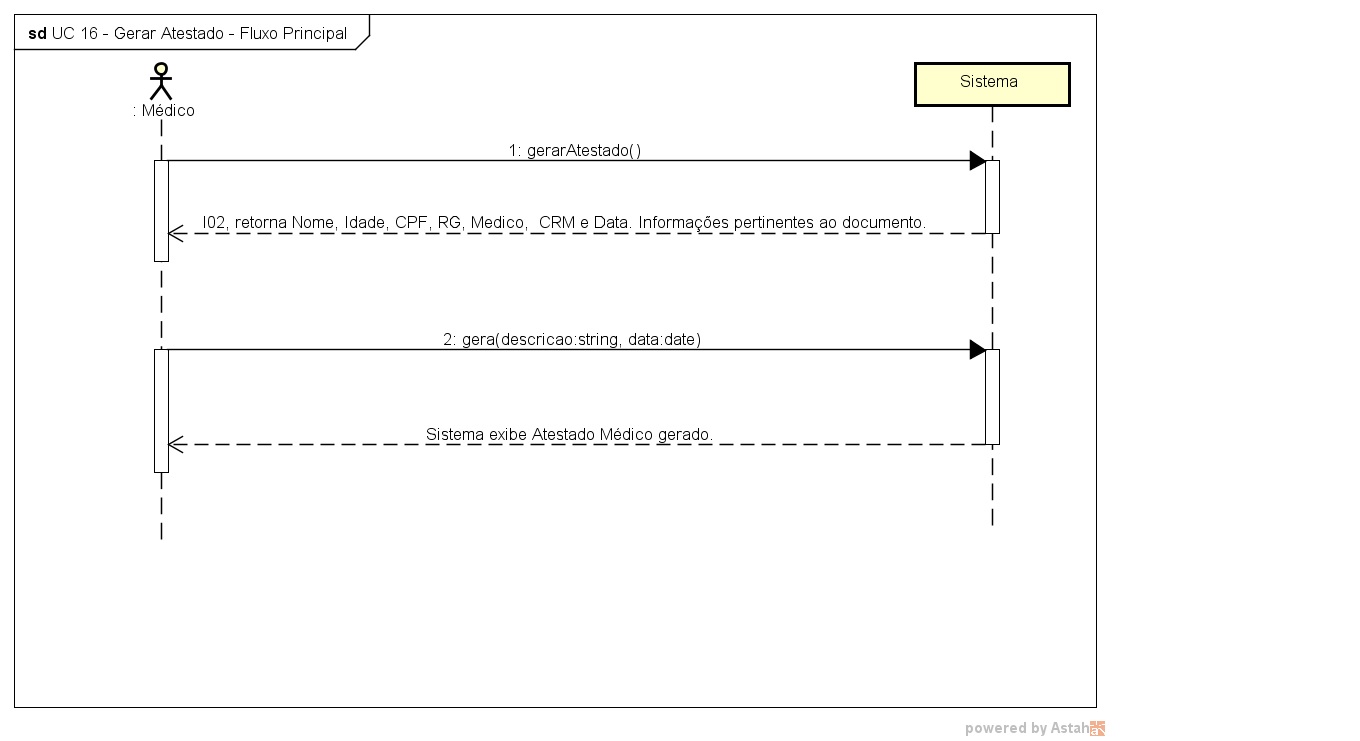 sd UC 16 - Gerar Atestado - Fluxo Principal
: Médico
Sistema
1: gerarAtestado()
I02, retorna Nome, Idade, CPF, RG, Medico,  CRM e Data. Informações pertinentes ao documento.
2: gera(descricao:string, data:date)
Sistema exibe Atestado Médico gerado.
powered by Astah